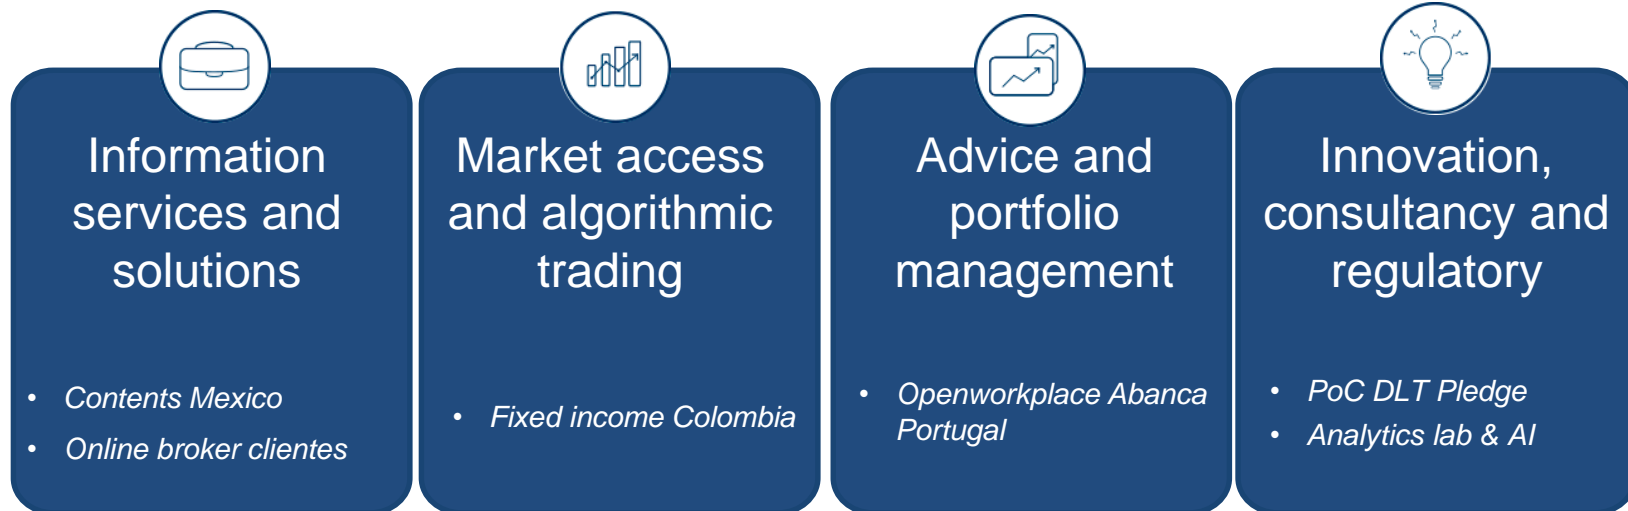 Information
services and
solutions
• Contents Mexico
• Online broker clientes
Market access
and algorithmic
trading
• Fixed income Colombia
Advice and
portfolio
management
• Openworkplace Abanca
Portugal
Innovation,
consultancy and
regulatory
• PoC DLT Pledge
• Analytics lab & AI